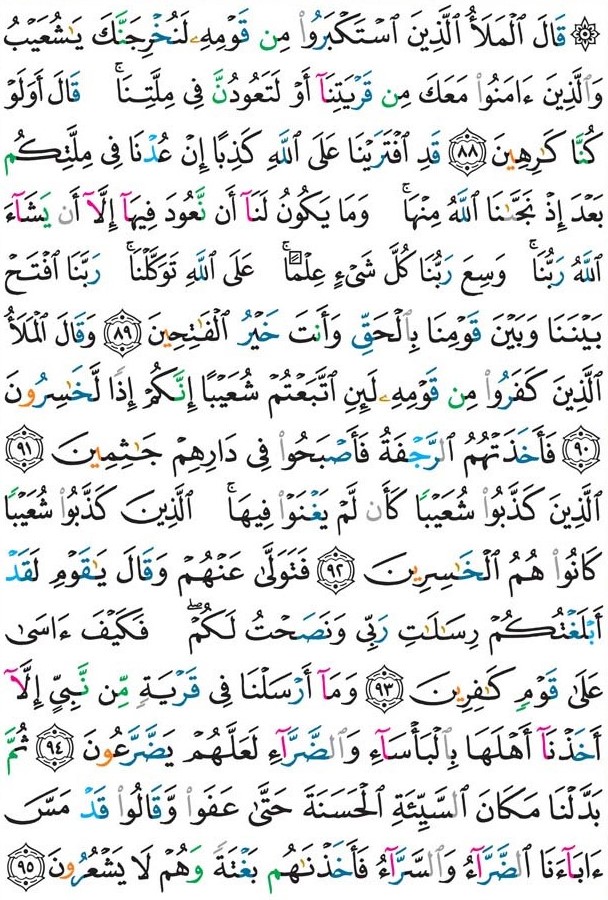 ۞ قَالَ ٱلْمَلَأُ ٱلَّذِينَ ٱسْتَكْبَرُوا۟ مِن قَوْمِهِۦ لَنُخْرِجَنَّكَ يَـٰشُعَيْبُ
وَٱلَّذِينَ ءَامَنُوا۟ مَعَكَ مِن قَرْيَتِنَآ أَوْ لَتَعُودُنَّ فِى مِلَّتِنَا ۚ قَالَ أَوَلَوْ
كُنَّا كَـٰرِهِينَ ﴿٨٨﴾ قَدِ ٱفْتَرَيْنَا عَلَى ٱللَّهِ كَذِبًا إِنْ عُدْنَا فِى مِلَّتِكُم
بَعْدَ إِذْ نَجَّىٰنَا ٱللَّهُ مِنْهَا ۚ وَمَا يَكُونُ لَنَآ أَن نَّعُودَ فِيهَآ إِلَّآ أَن يَشَآءَ
ٱللَّهُ رَبُّنَا ۚ وَسِعَ رَبُّنَا كُلَّ شَىْءٍ عِلْمًا ۚ عَلَى ٱللَّهِ تَوَكَّلْنَا ۚ رَبَّنَا ٱفْتَحْ
بَيْنَنَا وَبَيْنَ قَوْمِنَا بِٱلْحَقِّ وَأَنتَ خَيْرُ ٱلْفَـٰتِحِينَ ﴿٨٩﴾ وَقَالَ ٱلْمَلَأُ
ٱلَّذِينَ كَفَرُوا۟ مِن قَوْمِهِۦ لَئِنِ ٱتَّبَعْتُمْ شُعَيْبًا إِنَّكُمْ إِذًا لَّخَـٰسِرُونَ
﴿٩٠﴾ فَأَخَذَتْهُمُ ٱلرَّجْفَةُ فَأَصْبَحُوا۟ فِى دَارِهِمْ جَـٰثِمِينَ ﴿٩١﴾
ٱلَّذِينَ كَذَّبُوا۟ شُعَيْبًا كَأَن لَّمْ يَغْنَوْا۟ فِيهَا ۚ ٱلَّذِينَ كَذَّبُوا۟ شُعَيْبًا
كَانُوا۟ هُمُ ٱلْخَـٰسِرِينَ ﴿٩٢﴾ فَتَوَلَّىٰ عَنْهُمْ وَقَالَ يَـٰقَوْمِ لَقَدْ
أَبْلَغْتُكُمْ رِسَـٰلَـٰتِ رَبِّى وَنَصَحْتُ لَكُمْ ۖ فَكَيْفَ ءَاسَىٰ
عَلَىٰ قَوْمٍ كَـٰفِرِينَ ﴿٩٣﴾ وَمَآ أَرْسَلْنَا فِى قَرْيَةٍ مِّن نَّبِىٍّ إِلَّآ
أَخَذْنَآ أَهْلَهَا بِٱلْبَأْسَآءِ وَٱلضَّرَّآءِ لَعَلَّهُمْ يَضَّرَّعُونَ ﴿٩٤﴾ ثُمَّ
بَدَّلْنَا مَكَانَ ٱلسَّيِّئَةِ ٱلْحَسَنَةَ حَتَّىٰ عَفَوا۟ وَّقَالُوا۟ قَدْ مَسَّ
ءَابَآءَنَا ٱلضَّرَّآءُ وَٱلسَّرَّآءُ فَأَخَذْنَـٰهُم بَغْتَةً وَهُمْ لَا يَشْعُرُونَ ﴿٩٥﴾